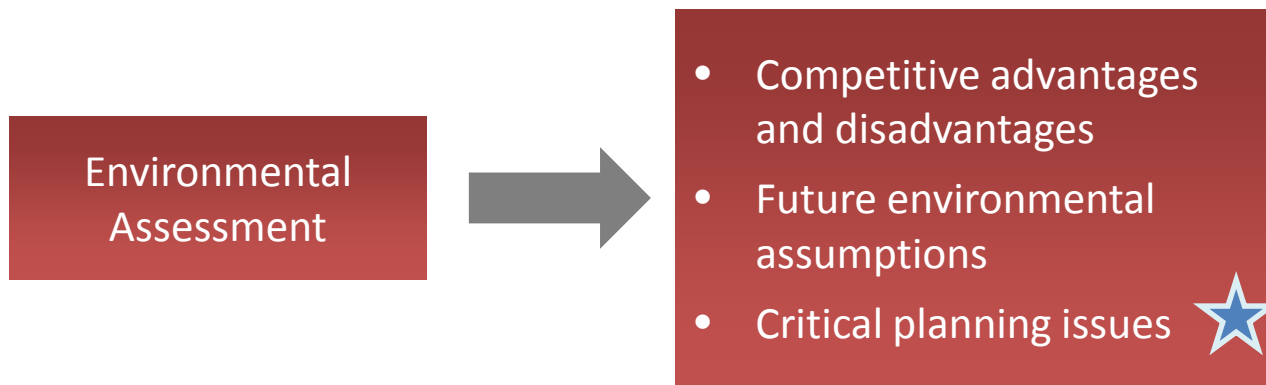 Environmental
Assessment
• Competitive advantages
and disadvantages
• Future environmental
assumptions
• Critical planning issues